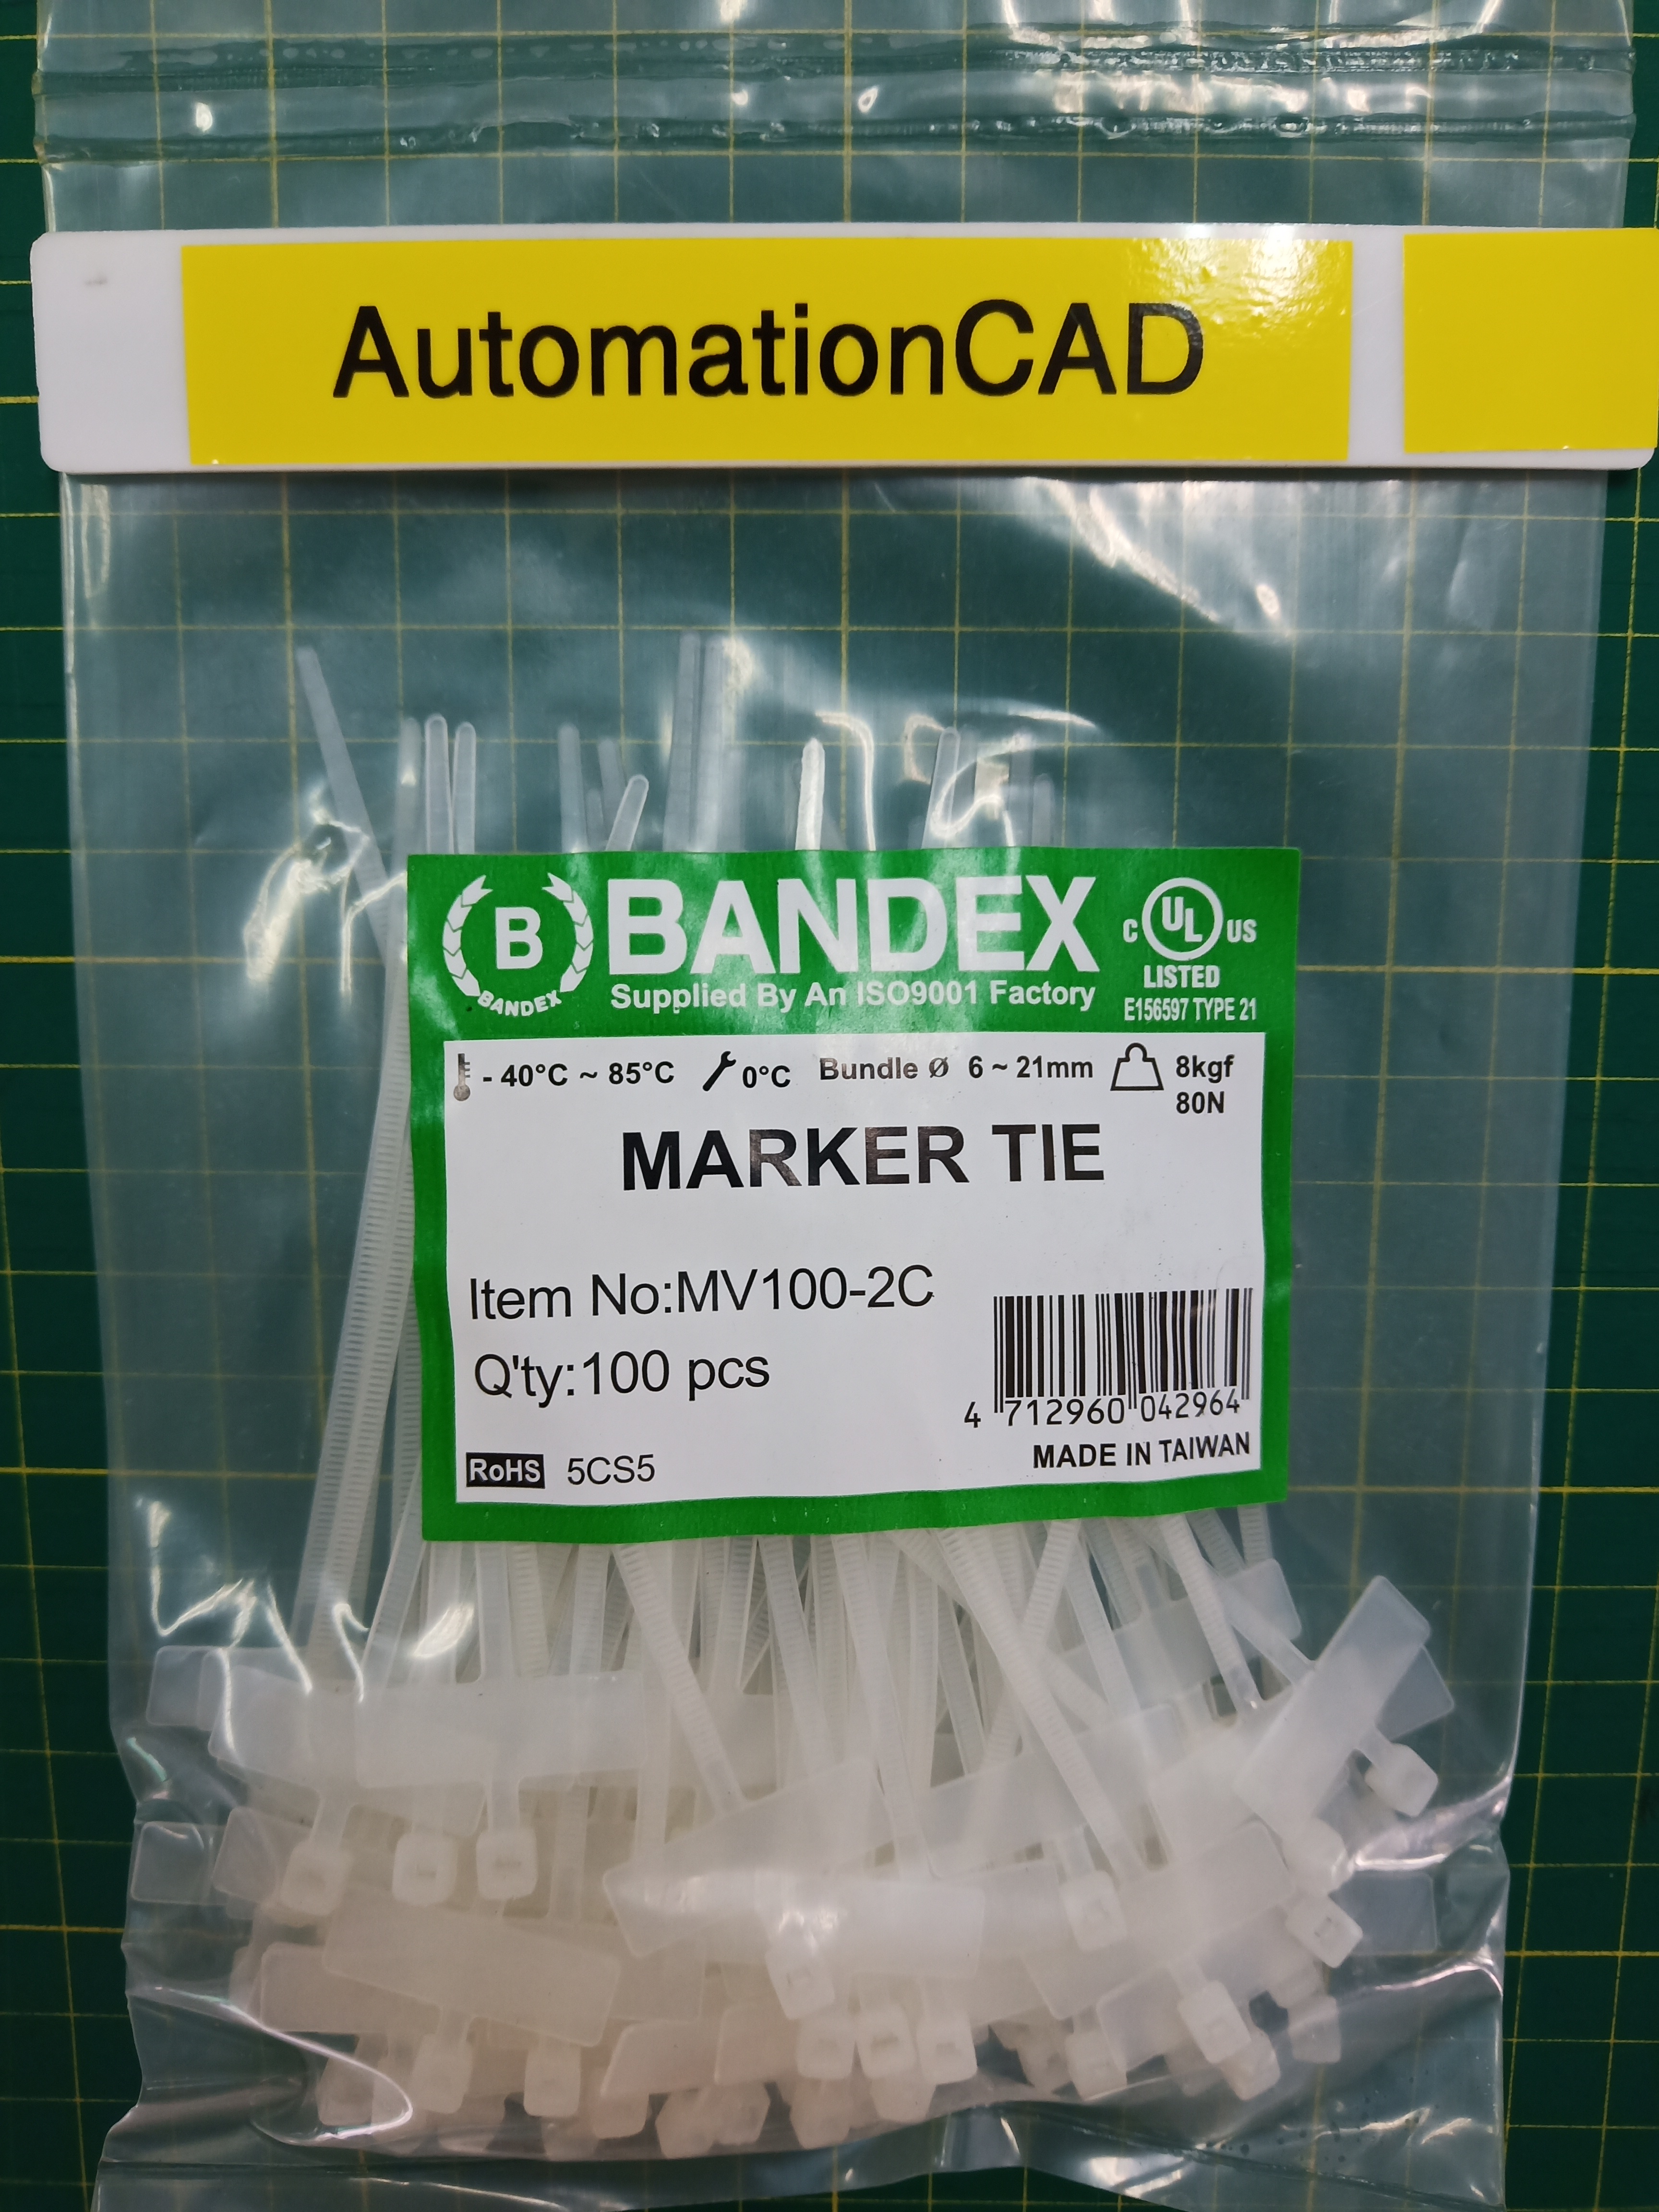 AutomationCAD
B
BANDEX
BANDEX
Supplied By An ISO9001 Factory
C UL US
LISTED
E156597 TYPE 21
- 40°C ~ 85°C 0°C Bundle Ø 6 ~ 21mm 8kgf
80N
MARKER TIE
Item No:MV100-2C
Q'ty:100 pcs
4 712960 042964
RoHS 5CS5
MADE IN TAIWAN